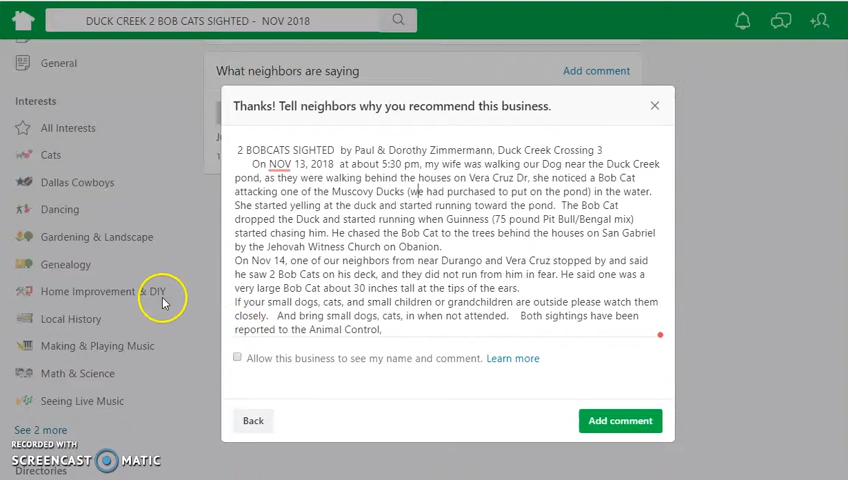 DUCK CREEK 2 BOB CATS SIGHTED - NOV 2018
General
What neighbors are saying
Add comment
Interests
All Interests
Cats
Dallas Cowboys
Dancing
Gardening & Landscape
Genealogy
Home Improvement & DIY
Local History
Making & Playing Music
Math & Science
Seeing Live Music
See 2 more
Directories
Thanks! Tell neighbors why you recommend this business.
2 BOBCATS SIGHTED by Paul & Dorothy Zimmermann, Duck Creek Crossing 3
On NOV 13, 2018 at about 5:30 pm, my wife was walking our Dog near the Duck Creek
pond, as they were walking behind the houses on Vera Cruz Dr, she noticed a Bob Cat
attacking one of the Muscovy Ducks (we had purchased to put on the pond) in the water.
She started yelling at the duck and started running toward the pond. The Bob Cat
dropped the Duck and started running when Guinness (75 pound Pit Bull/Bengal mix)
started chasing him. He chased the Bob Cat to the trees behind the houses on San Gabriel
by the Jehovah Witness Church on Obanion.
On Nov 14, one of our neighbors from near Durango and Vera Cruz stopped by and said
he saw 2 Bob Cats on his deck, and they did not run from him in fear. He said one was a
very large Bob Cat about 30 inches tall at the tips of the ears.
If your small dogs, cats, and small children or grandchildren are outside please watch them
closely. And bring small dogs, cats, in when not attended. Both sightings have been
reported to the Animal Control,
Allow this business to see my name and comment. Learn more
Back
Add comment
RECORDED WITH
SCREENCAST MATIC